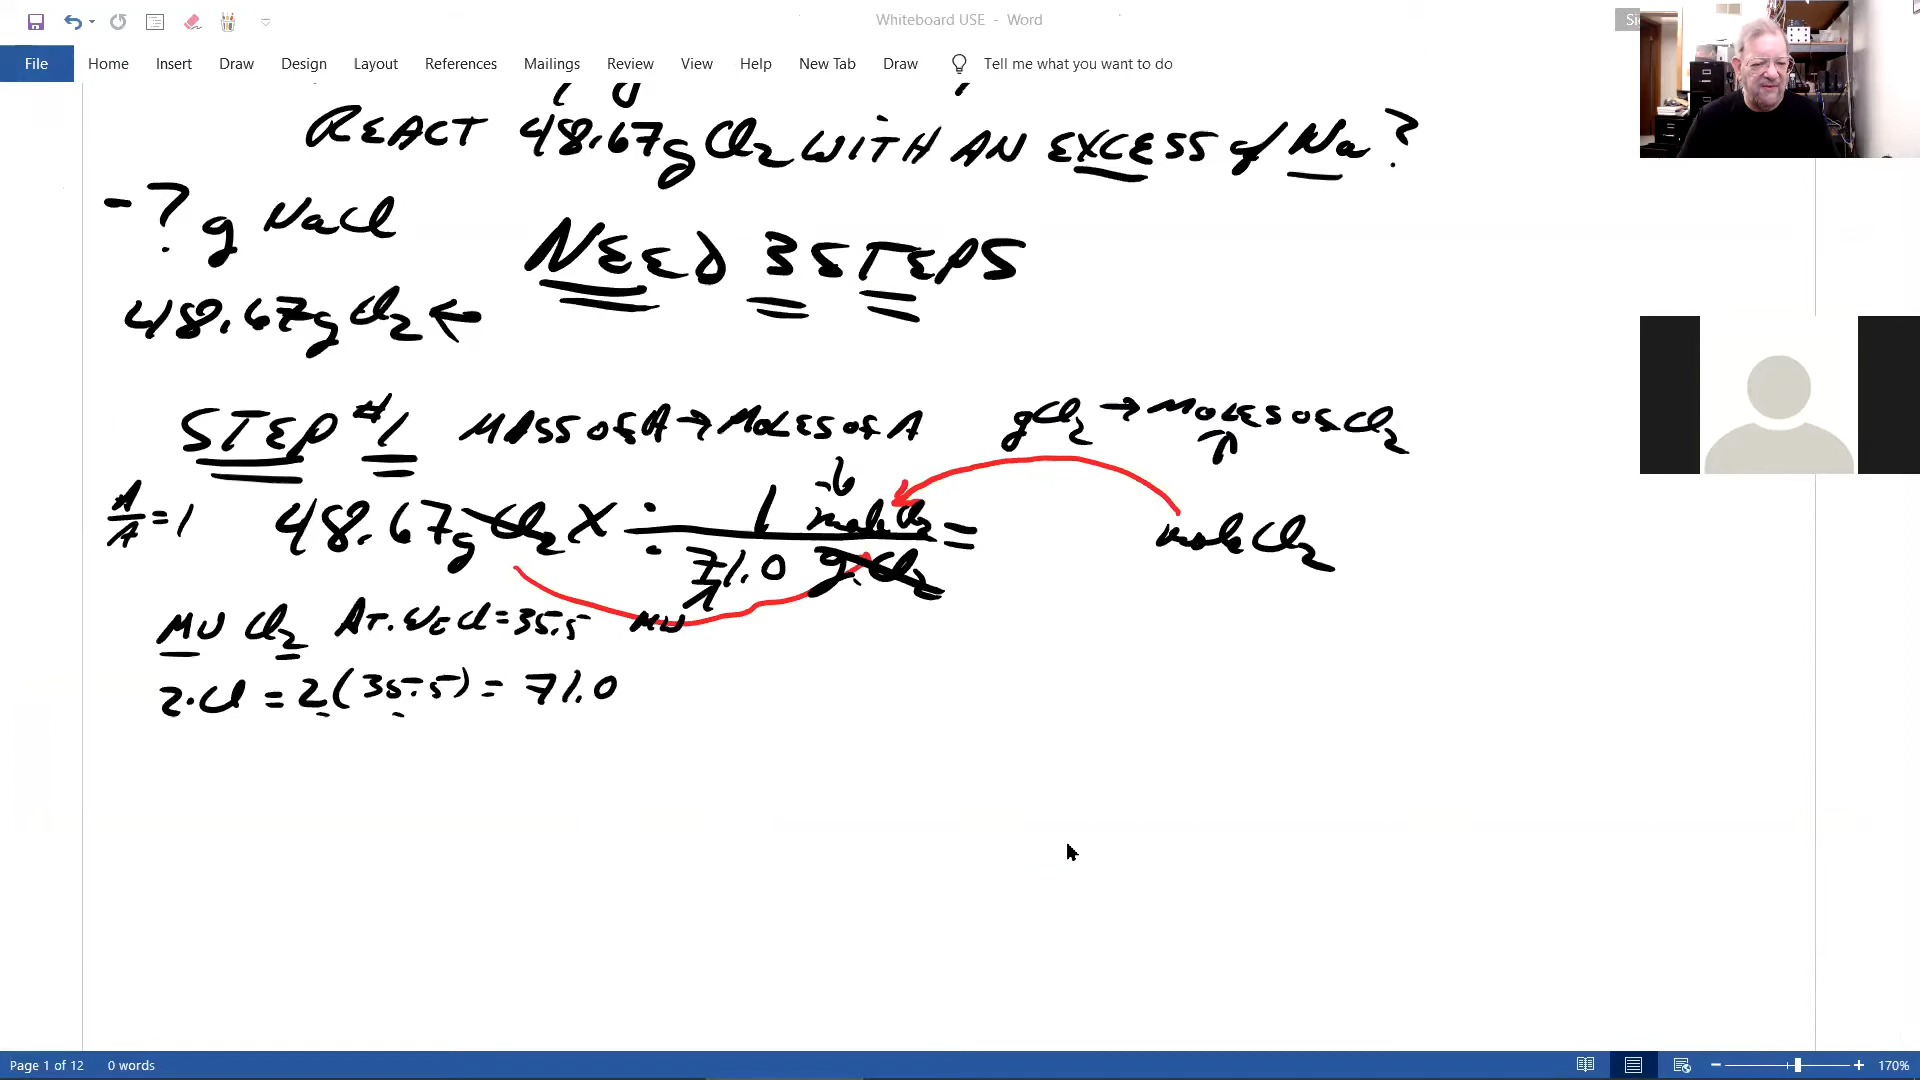 Whiteboard USE - Word
Si
File Home Insert Draw Design Layout References Mailings Review View Help New Tab Draw Tell me what you want to do
REACT 48.67g Cl2 WITH AN EXCESS of Na?
-? g NaCl
NEED 3 STEPS
48.67g Cl2 ←
STEP #1 MASS OF A → MOLES OF A gCl2 → MOLES OF Cl2
A/A = 1 48.67g Cl2 X 1 mole Cl2 / 71.0 g Cl2 = mole Cl2
MW Cl2 AT. Wt Cl = 35.5 MW
2·Cl = 2(35.5) = 71.0
Page 1 of 12 0 words 170%